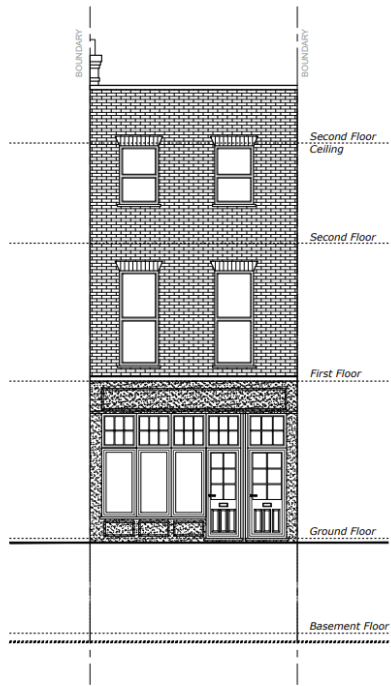 BOUNDARY
BOUNDARY
Second Floor
Ceiling
Second Floor
First Floor
Ground Floor
Basement Floor